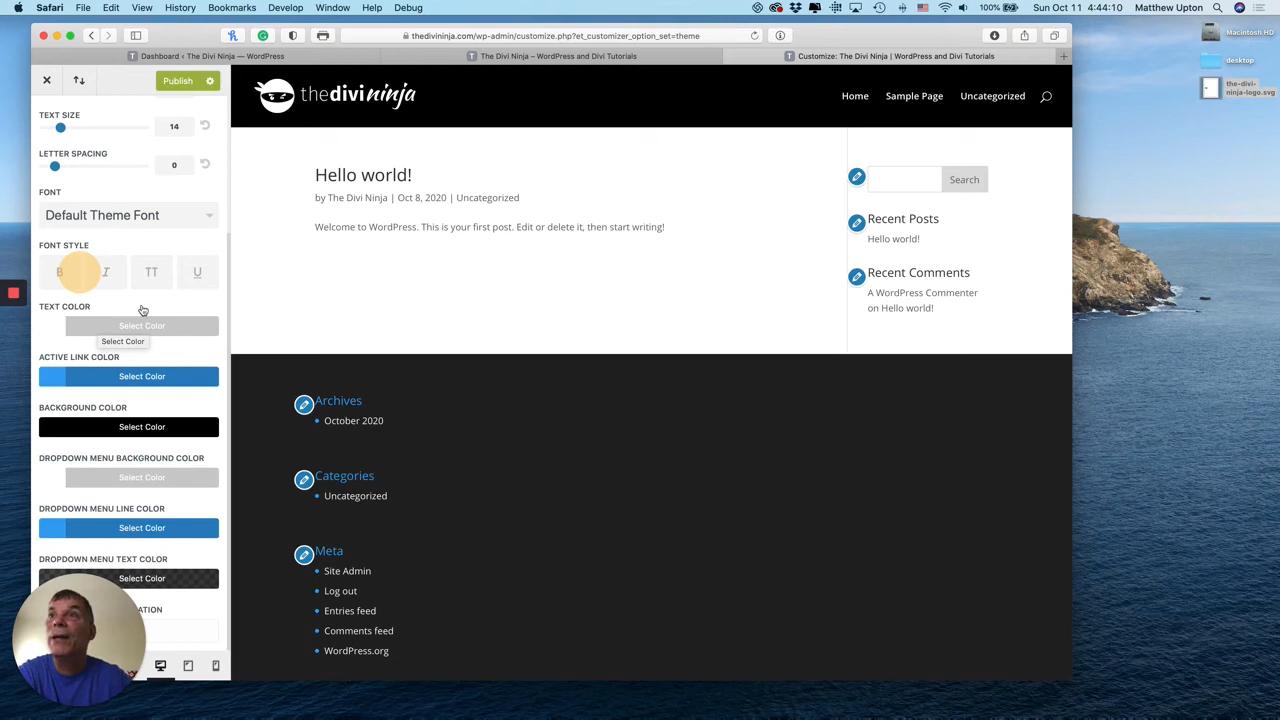 Safari File Edit View History Bookmarks Develop Window Help Debug
100% Sun Oct 11 4:44:10 Matthew Upton
Macintosh HD
desktop
the-divi-ninja-logo.svg
thedivininja.com/wp-admin/customize.php?et_customizer_option_set=theme
Dashboard ‹ The Divi Ninja — WordPress
The Divi Ninja – WordPress and Divi Tutorials
Customize: The Divi Ninja | WordPress and Divi Tutorials
Publish
TEXT SIZE
14
LETTER SPACING
0
FONT
Default Theme Font
FONT STYLE
B I TT U
TEXT COLOR
Select Color
Select Color
ACTIVE LINK COLOR
Select Color
BACKGROUND COLOR
Select Color
DROPDOWN MENU BACKGROUND COLOR
Select Color
DROPDOWN MENU LINE COLOR
Select Color
DROPDOWN MENU TEXT COLOR
Select Color
thedivininja
Home Sample Page Uncategorized
Hello world!
by The Divi Ninja | Oct 8, 2020 | Uncategorized
Welcome to WordPress. This is your first post. Edit or delete it, then start writing!
Search
Recent Posts
Hello world!
Recent Comments
A WordPress Commenter
on Hello world!
Archives
October 2020
Categories
Uncategorized
Meta
Site Admin
Log out
Entries feed
Comments feed
WordPress.org